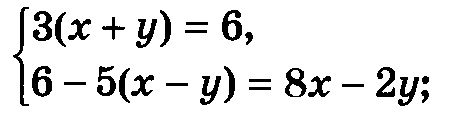 3(x + y) = 6,
6 – 5(x – y) = 8x – 2y;